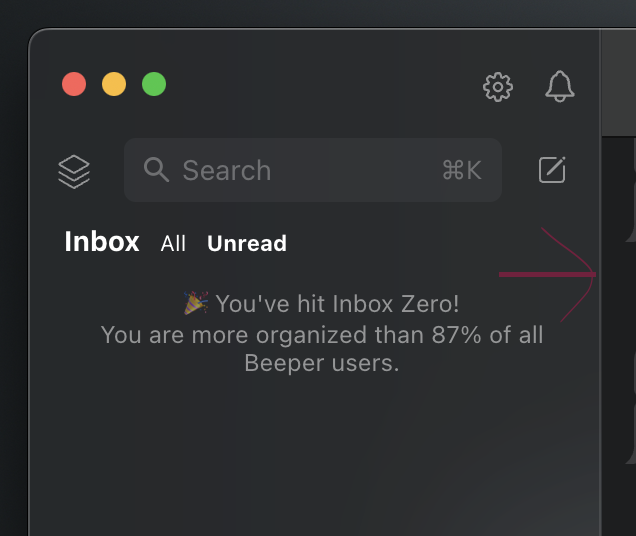 Search ⌘K
Inbox All Unread
🎉 You've hit Inbox Zero!
You are more organized than 87% of all
Beeper users.